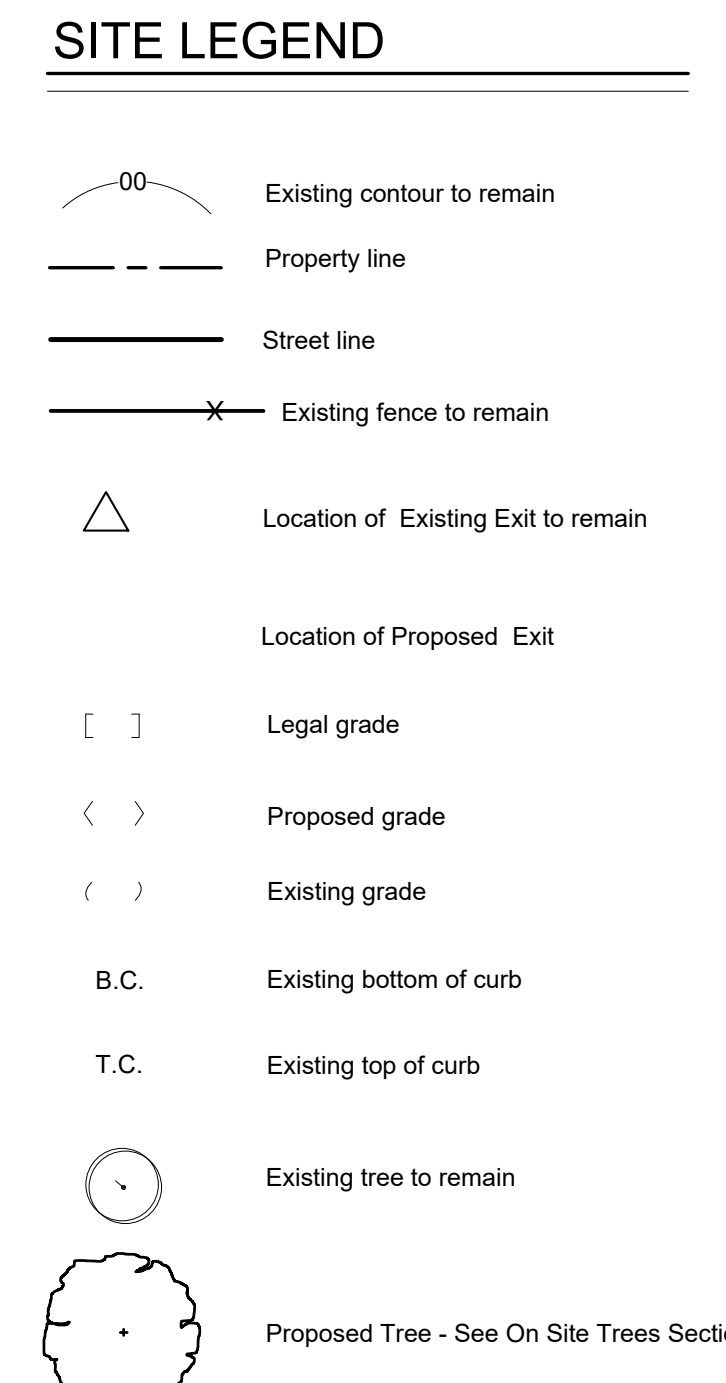 SITE LEGEND
00 Existing contour to remain
Property line
Street line
X Existing fence to remain
Location of Existing Exit to remain
Location of Proposed Exit
[ ] Legal grade
〈 〉 Proposed grade
( ) Existing grade
B.C. Existing bottom of curb
T.C. Existing top of curb
Existing tree to remain
Proposed Tree - See On Site Trees